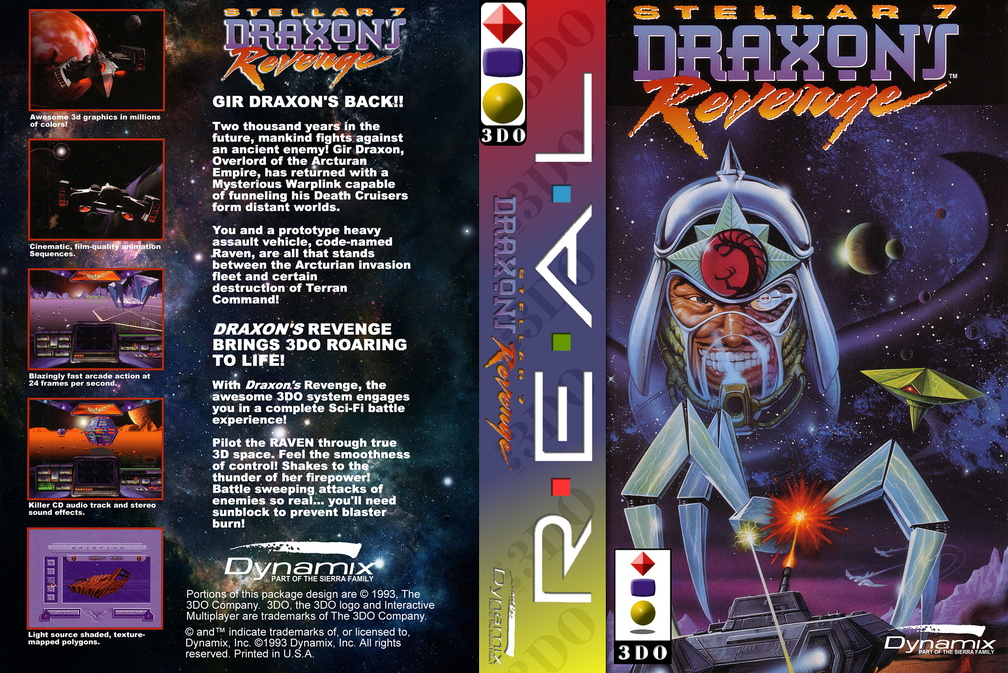 STELLAR 7
DRAXON'S
Revenge
Awesome 3d graphics in millions
of colors!
Cinematic, film-quality animation
Sequences.
Blazingly fast arcade action at
24 frames per second.
Killer CD audio track and stereo
sound effects.
Light source shaded, texture-
mapped polygons.
GIR DRAXON'S BACK!!
Two thousand years in the
future, mankind fights against
an ancient enemy! Gir Draxon,
Overlord of the Arcturan
Empire, has returned with a
Mysterious Warplink capable
of funneling his Death Cruisers
form distant worlds.
You and a prototype heavy
assault vehicle, code-named
Raven, are all that stands
between the Arcturian invasion
fleet and certain
destruction of Terran
Command!
DRAXON'S REVENGE
BRINGS 3DO ROARING
TO LIFE!
With Draxon's Revenge, the
awesome 3DO system engages
you in a complete Sci-Fi battle
experience!
Pilot the RAVEN through true
3D space. Feel the smoothness
of control! Shakes to the
thunder of her firepower!
Battle sweeping attacks of
enemies so real... you'll need
sunblock to prevent blaster
burn!
Dynamix
PART OF THE SIERRA FAMILY
Portions of this package design are © 1993, The
3DO Company. 3DO, the 3DO logo and Interactive
Multiplayer are trademarks of The 3DO Company.
© and™ indicate trademarks of, or licensed to,
Dynamix, Inc. ©1993 Dynamix, Inc. All rights
reserved. Printed in U.S.A.
3DO
R·E·A·L
STELLAR 7
DRAXON'S
Revenge
Dynamix
STELLAR 7
DRAXON'S™
Revenge
3DO
Dynamix
PART OF THE SIERRA FAMILY